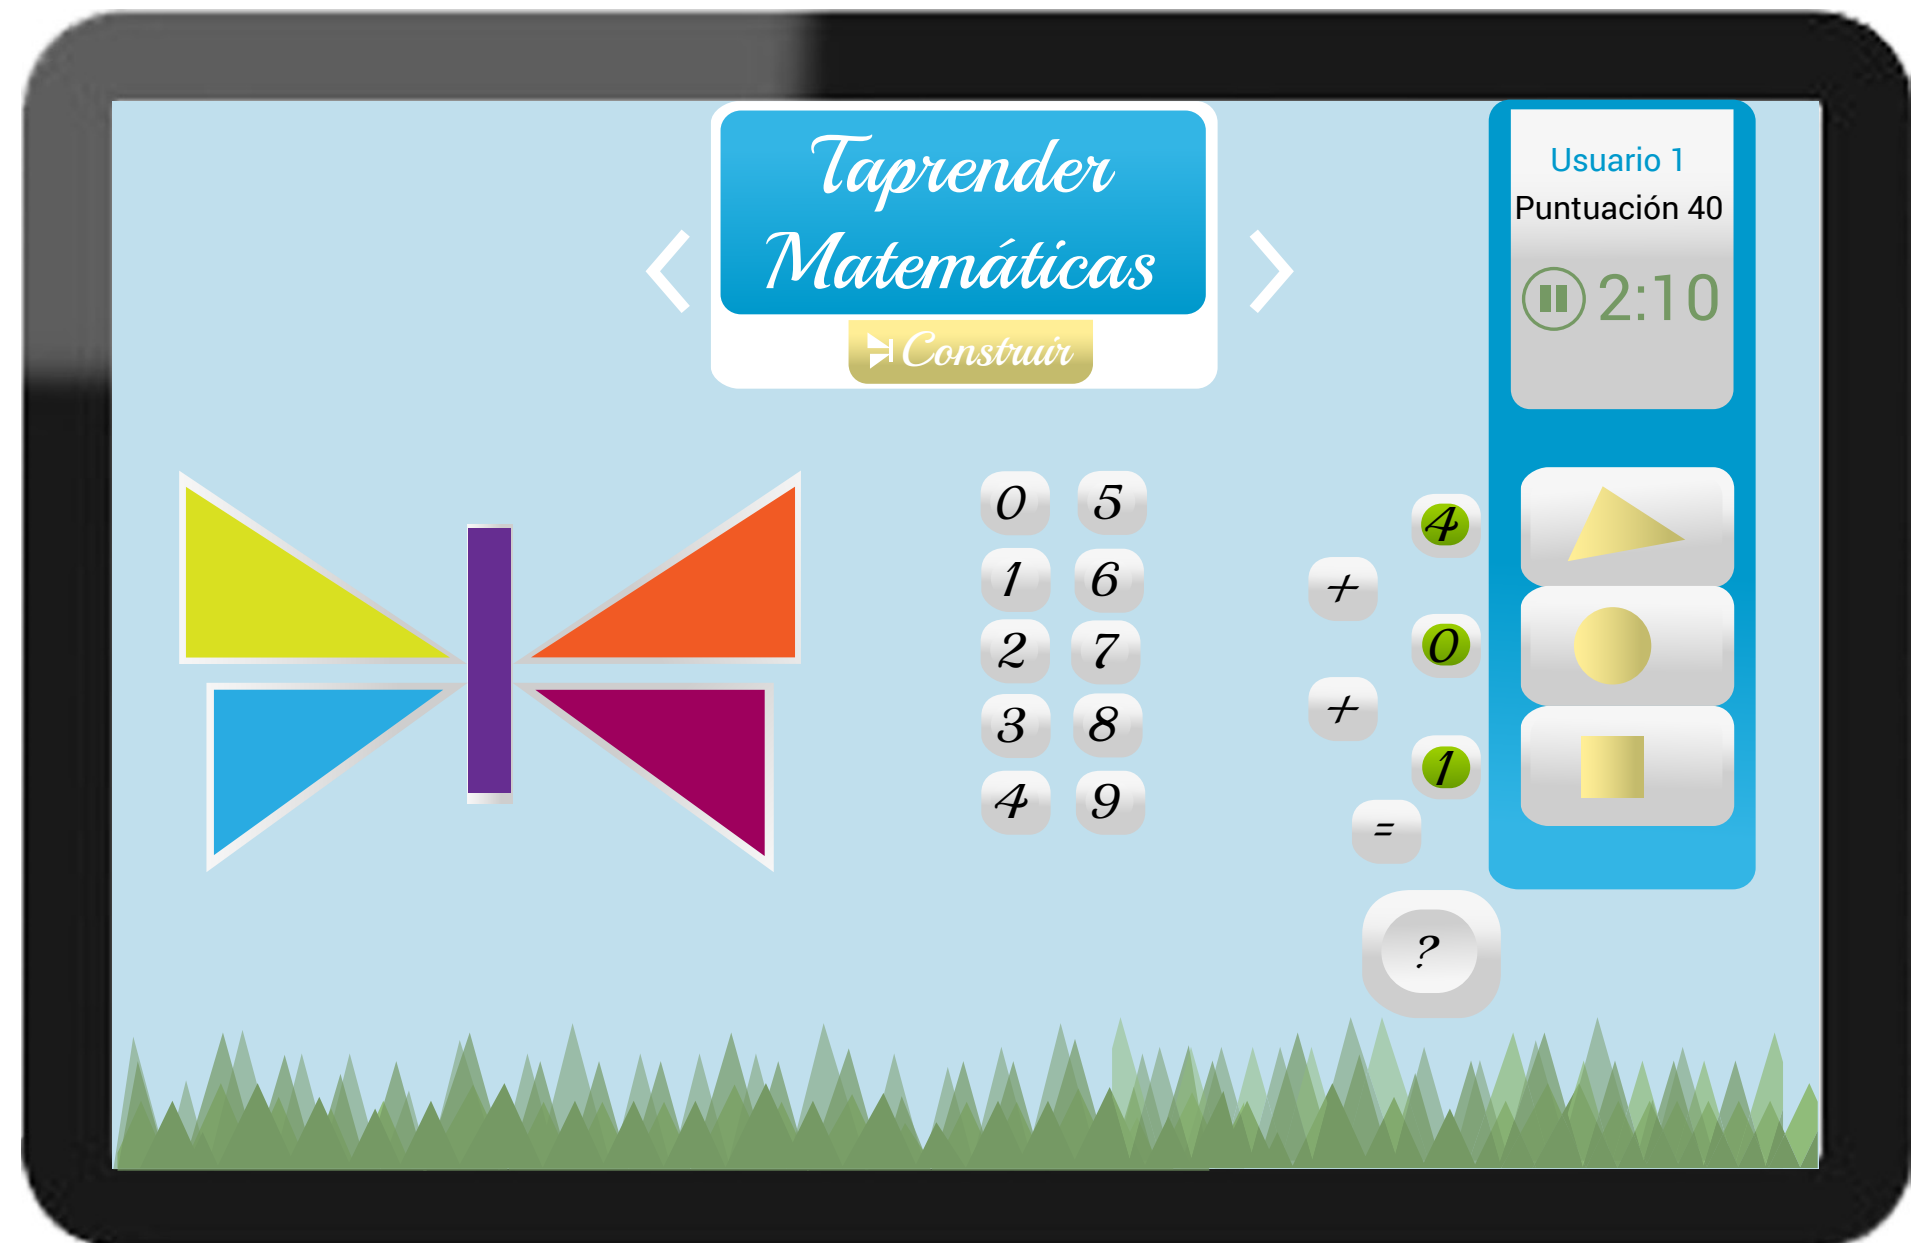 Taprender
Matemáticas
Construir
Usuario 1
Puntuación 40
2:10
0 5
1 6
2 7
3 8
4 9
4
+
0
+
1
=
?